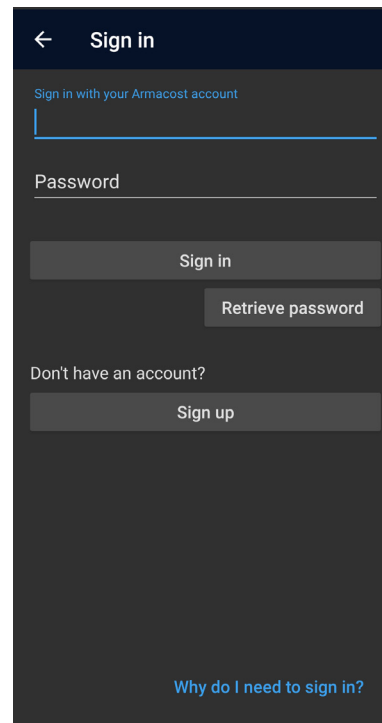 Sign in
Sign in with your Armacost account
Password
Sign in
Retrieve password
Don't have an account?
Sign up
Why do I need to sign in?